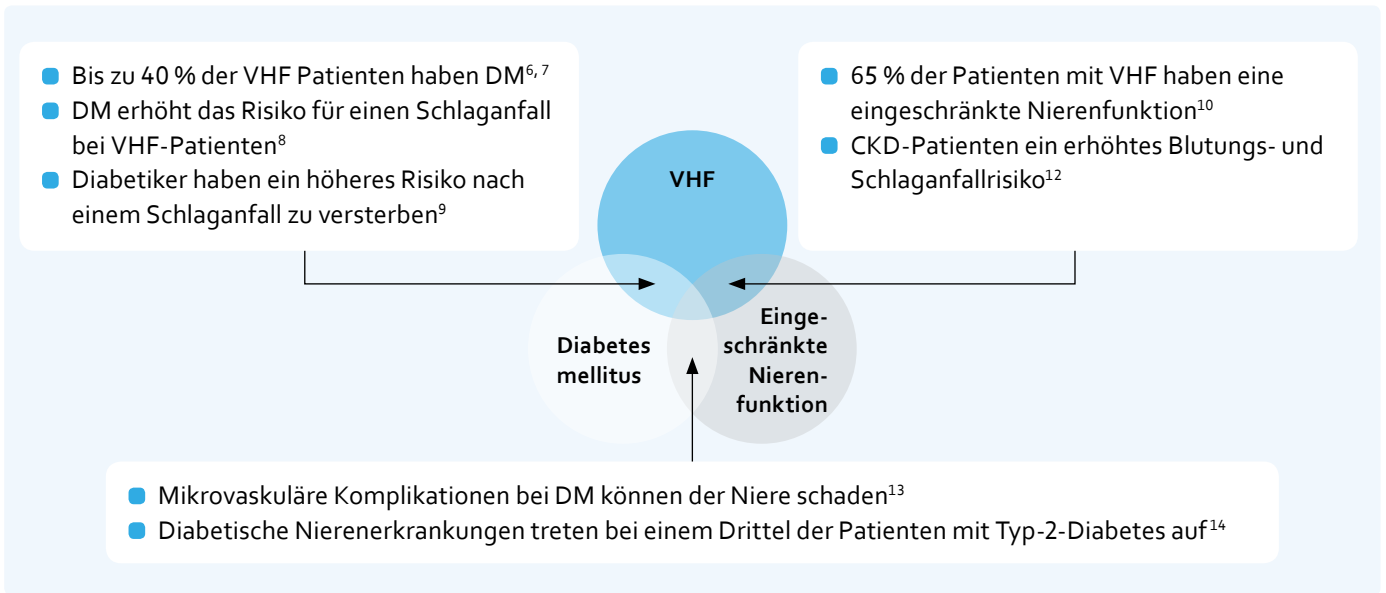 Bis zu 40 % der VHF Patienten haben DM⁶, ⁷
DM erhöht das Risiko für einen Schlaganfall
bei VHF-Patienten⁸
Diabetiker haben ein höheres Risiko nach
einem Schlaganfall zu versterben⁹
65 % der Patienten mit VHF haben eine
eingeschränkte Nierenfunktion¹⁰
CKD-Patienten ein erhöhtes Blutungs- und
Schlaganfallrisiko¹²
VHF
Diabetes
mellitus
Einge-
schränkte
Nieren-
funktion
Mikrovaskuläre Komplikationen bei DM können der Niere schaden¹³
Diabetische Nierenerkrankungen treten bei einem Drittel der Patienten mit Typ-2-Diabetes auf¹⁴